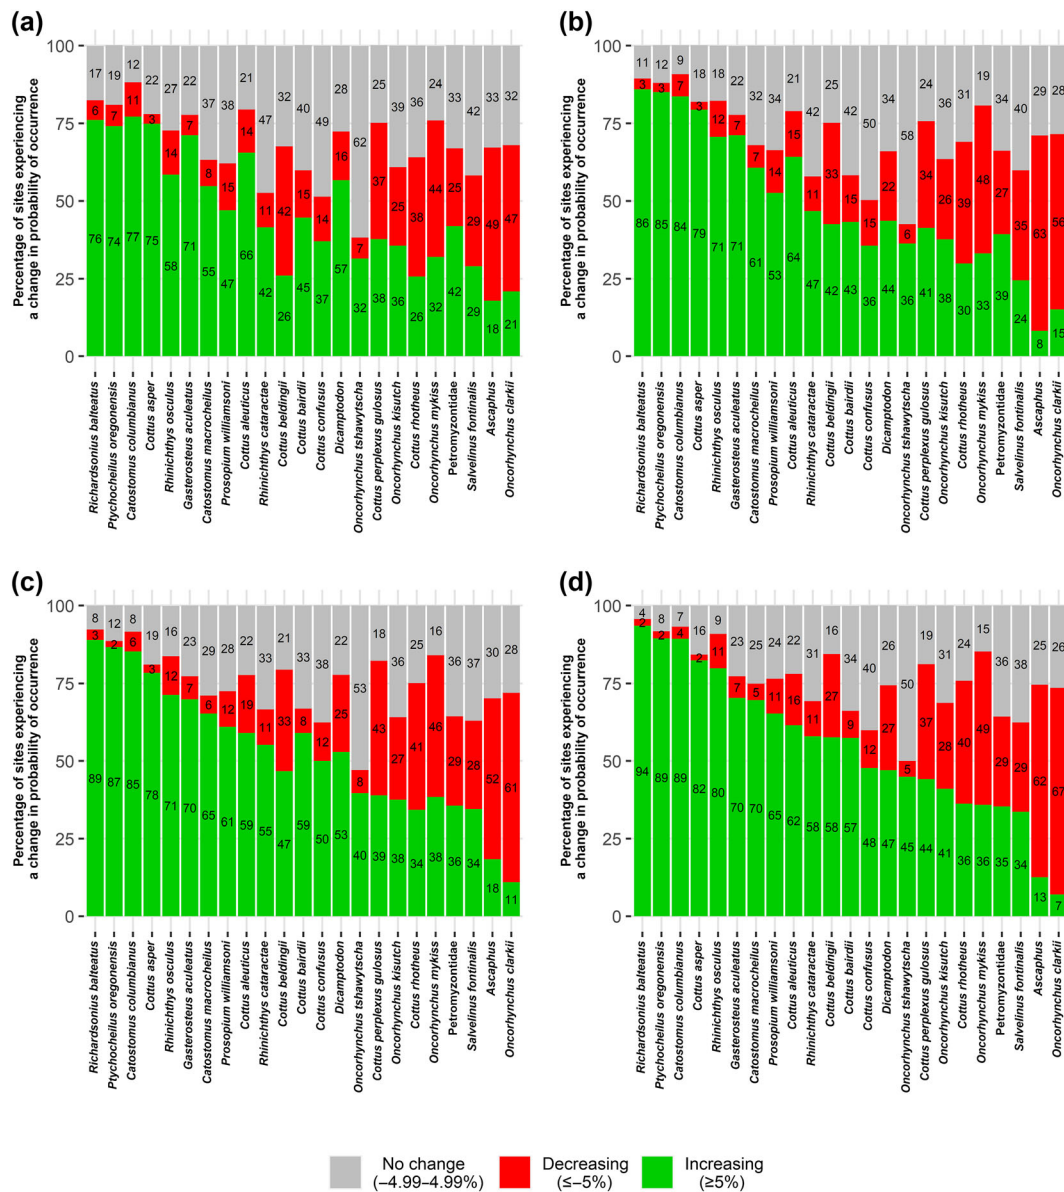 (a)
Percentage of sites experiencing
a change in probability of occurrence
100
75
50
25
0
17 19 12 22 27 22 37 38 21 47 32 40 49 28 62 25 39 36 24 33 42 33 32
6 7 11 3 14 7 8 15 14 11 42 15 14 16 7 37 25 38 44 25 29 49 47
76 74 77 75 58 71 55 47 66 42 26 45 37 57 32 38 36 26 32 42 29 18 21
Richardsonius balteatus
Ptychocheilus oregonensis
Catostomus columbianus
Cottus asper
Rhinichthys osculus
Gasterosteus aculeatus
Catostomus macrocheilus
Prosopium williamsoni
Cottus aleuticus
Rhinichthys cataractae
Cottus beldingii
Cottus bairdii
Cottus confusus
Dicamptodon
Oncorhynchus tshawytscha
Cottus perplexus gulosus
Oncorhynchus kisutch
Cottus rhotheus
Oncorhynchus mykiss
Petromyzontidae
Salvelinus fontinalis
Ascaphus
Oncorhynchus clarkii
(b)
Percentage of sites experiencing
a change in probability of occurrence
100
75
50
25
0
11 12 9 18 18 22 32 34 21 42 25 42 50 34 58 24 36 31 19 34 40 29 28
3 3 7 3 12 7 7 14 15 11 33 15 15 22 6 34 26 39 48 27 35 63 56
86 85 84 79 71 71 61 53 64 47 42 43 36 44 36 41 38 30 33 39 24 8 15
Richardsonius balteatus
Ptychocheilus oregonensis
Catostomus columbianus
Cottus asper
Rhinichthys osculus
Gasterosteus aculeatus
Catostomus macrocheilus
Prosopium williamsoni
Cottus aleuticus
Rhinichthys cataractae
Cottus beldingii
Cottus bairdii
Cottus confusus
Dicamptodon
Oncorhynchus tshawytscha
Cottus perplexus gulosus
Oncorhynchus kisutch
Cottus rhotheus
Oncorhynchus mykiss
Petromyzontidae
Salvelinus fontinalis
Ascaphus
Oncorhynchus clarkii
(c)
Percentage of sites experiencing
a change in probability of occurrence
100
75
50
25
0
8 12 8 19 16 23 29 28 22 33 21 33 38 22 53 18 36 25 16 36 37 30 28
3 2 6 3 12 7 6 12 19 11 33 8 12 25 8 43 27 41 46 29 28 52 61
89 87 85 78 71 70 65 61 59 55 47 59 50 53 40 39 38 34 38 36 34 18 11
Richardsonius balteatus
Ptychocheilus oregonensis
Catostomus columbianus
Cottus asper
Rhinichthys osculus
Gasterosteus aculeatus
Catostomus macrocheilus
Prosopium williamsoni
Cottus aleuticus
Rhinichthys cataractae
Cottus beldingii
Cottus bairdii
Cottus confusus
Dicamptodon
Oncorhynchus tshawytscha
Cottus perplexus gulosus
Oncorhynchus kisutch
Cottus rhotheus
Oncorhynchus mykiss
Petromyzontidae
Salvelinus fontinalis
Ascaphus
Oncorhynchus clarkii
(d)
Percentage of sites experiencing
a change in probability of occurrence
100
75
50
25
0
4 8 7 16 9 23 25 24 22 31 16 34 40 26 50 19 31 24 15 36 38 25 26
2 2 4 2 11 7 5 11 16 11 27 9 12 27 5 37 28 40 49 29 29 62 67
94 89 89 82 80 70 70 65 62 58 58 57 48 47 45 44 41 36 36 35 34 13 7
Richardsonius balteatus
Ptychocheilus oregonensis
Catostomus columbianus
Cottus asper
Rhinichthys osculus
Gasterosteus aculeatus
Catostomus macrocheilus
Prosopium williamsoni
Cottus aleuticus
Rhinichthys cataractae
Cottus beldingii
Cottus bairdii
Cottus confusus
Dicamptodon
Oncorhynchus tshawytscha
Cottus perplexus gulosus
Oncorhynchus kisutch
Cottus rhotheus
Oncorhynchus mykiss
Petromyzontidae
Salvelinus fontinalis
Ascaphus
Oncorhynchus clarkii
No change
(−4.99−4.99%)
Decreasing
(≤−5%)
Increasing
(≥5%)